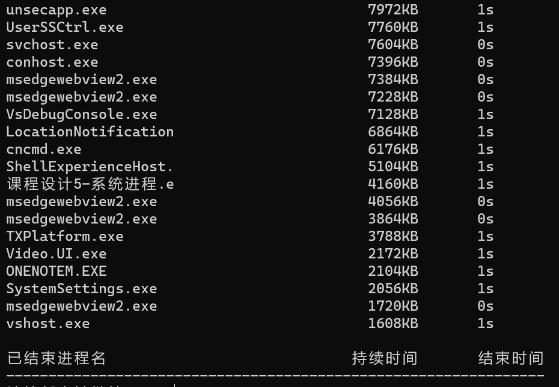 unsecapp.exe 7972KB 1s
UserSSCtrl.exe 7760KB 1s
svchost.exe 7604KB 0s
conhost.exe 7396KB 0s
msedgewebview2.exe 7384KB 0s
msedgewebview2.exe 7228KB 0s
VsDebugConsole.exe 7128KB 1s
LocationNotification 6864KB 1s
cncmd.exe 6176KB 1s
ShellExperienceHost. 5104KB 1s
课程设计5-系统进程.e 4160KB 1s
msedgewebview2.exe 4056KB 0s
msedgewebview2.exe 3864KB 0s
TXPlatform.exe 3788KB 1s
Video.UI.exe 2172KB 1s
ONENOTEM.EXE 2104KB 1s
SystemSettings.exe 2056KB 1s
msedgewebview2.exe 1720KB 0s
vshost.exe 1608KB 1s
已结束进程名 持续时间 结束时间